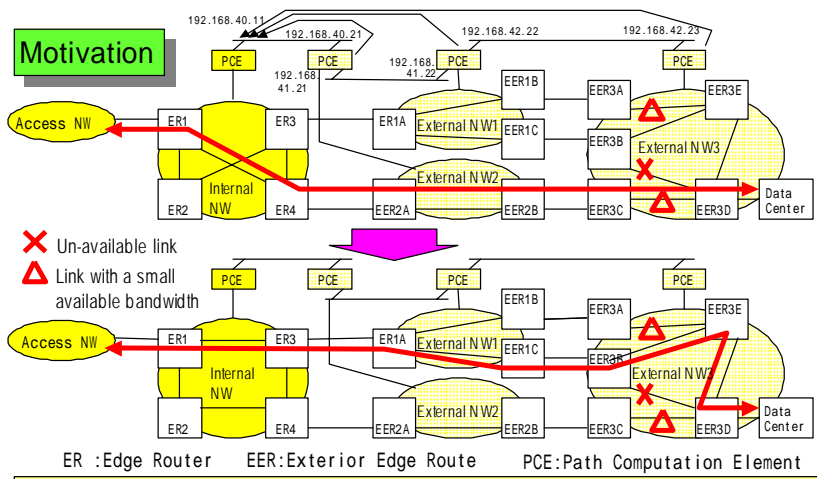 Motivation
192.168.40.11
192.168.40.21
192.168.42.22
192.168.42.23
PCE
PCE
PCE
PCE
192.168.
41.21
192.168.
41.22
Access NW
ER1
ER3
ER2
ER4
Internal
NW
ER1A
External NW1
EER1B
EER1C
External NW2
EER2A
EER2B
EER3A
EER3B
EER3C
EER3D
EER3E
External NW3
Data
Center
Un-available link
Link with a small
available bandwidth
PCE
PCE
PCE
PCE
Access NW
ER1
ER3
ER2
ER4
Internal
NW
ER1A
External NW1
EER1B
EER1C
External NW2
EER2A
EER2B
EER3A
EER3B
EER3C
EER3D
EER3E
External NW3
Data
Center
ER :Edge Router
EER:Exterior Edge Route
PCE:Path Computation Element